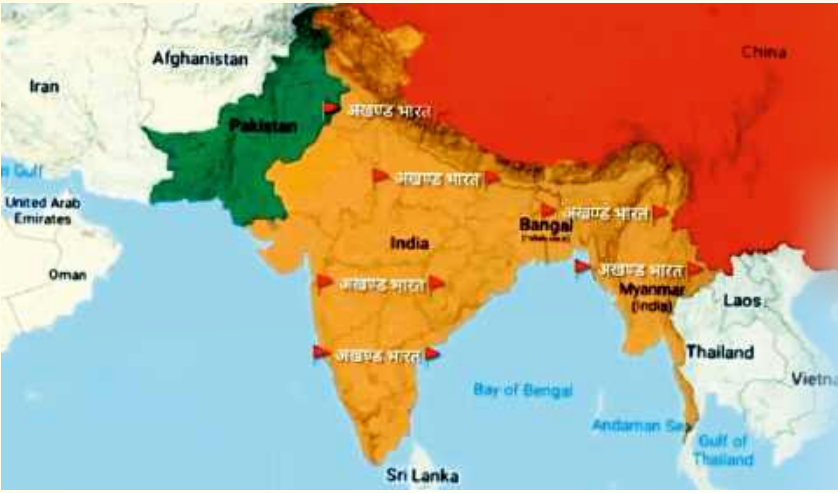 China
Afghanistan
Iran
अखण्ड भारत
Pakistan
अखण्ड भारत
Gulf
United Arab
Emirates
अखण्ड भारत
Bangal
India
Oman
अखण्ड भारत
अखण्ड भारत
Myanmar
(India)
Laos
Thailand
अखण्ड भारत
Vietna
Bay of Bengal
Andaman Se
Gulf of
Thailand
Sri Lanka